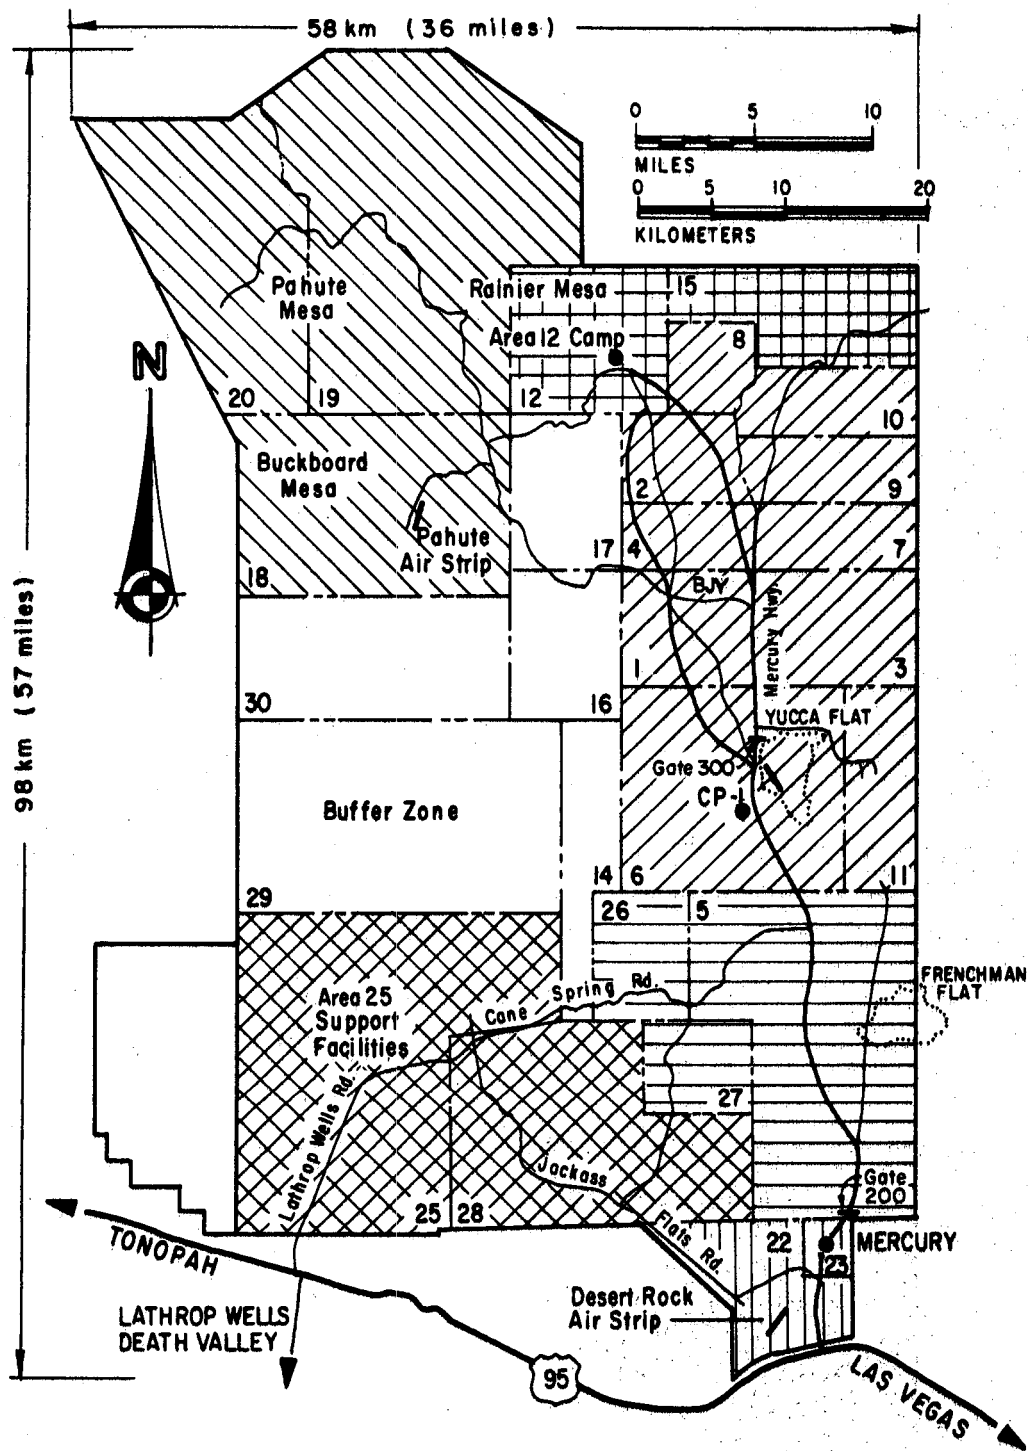 58 km (36 miles)
0 5 10
MILES
0 5 10 20
KILOMETERS
98 km (57 miles)
N
Pahute
Mesa
Rainier Mesa
15
Area 12 Camp
8
20
19
12
10
Buckboard
Mesa
2
9
Pahute
Air Strip
17
4
7
18
BJY
Mercury Hwy.
1
3
30
16
YUCCA FLAT
Gate 300
CP-1
Buffer Zone
14
6
11
29
26
5
FRENCHMAN
FLAT
Area 25
Support
Facilities
Cane Spring Rd.
27
Lathrop Wells Rd.
Jackass Flats Rd.
25
28
Gate
200
22
23
MERCURY
TONOPAH
Desert Rock
Air Strip
LATHROP WELLS
DEATH VALLEY
95
LAS VEGAS